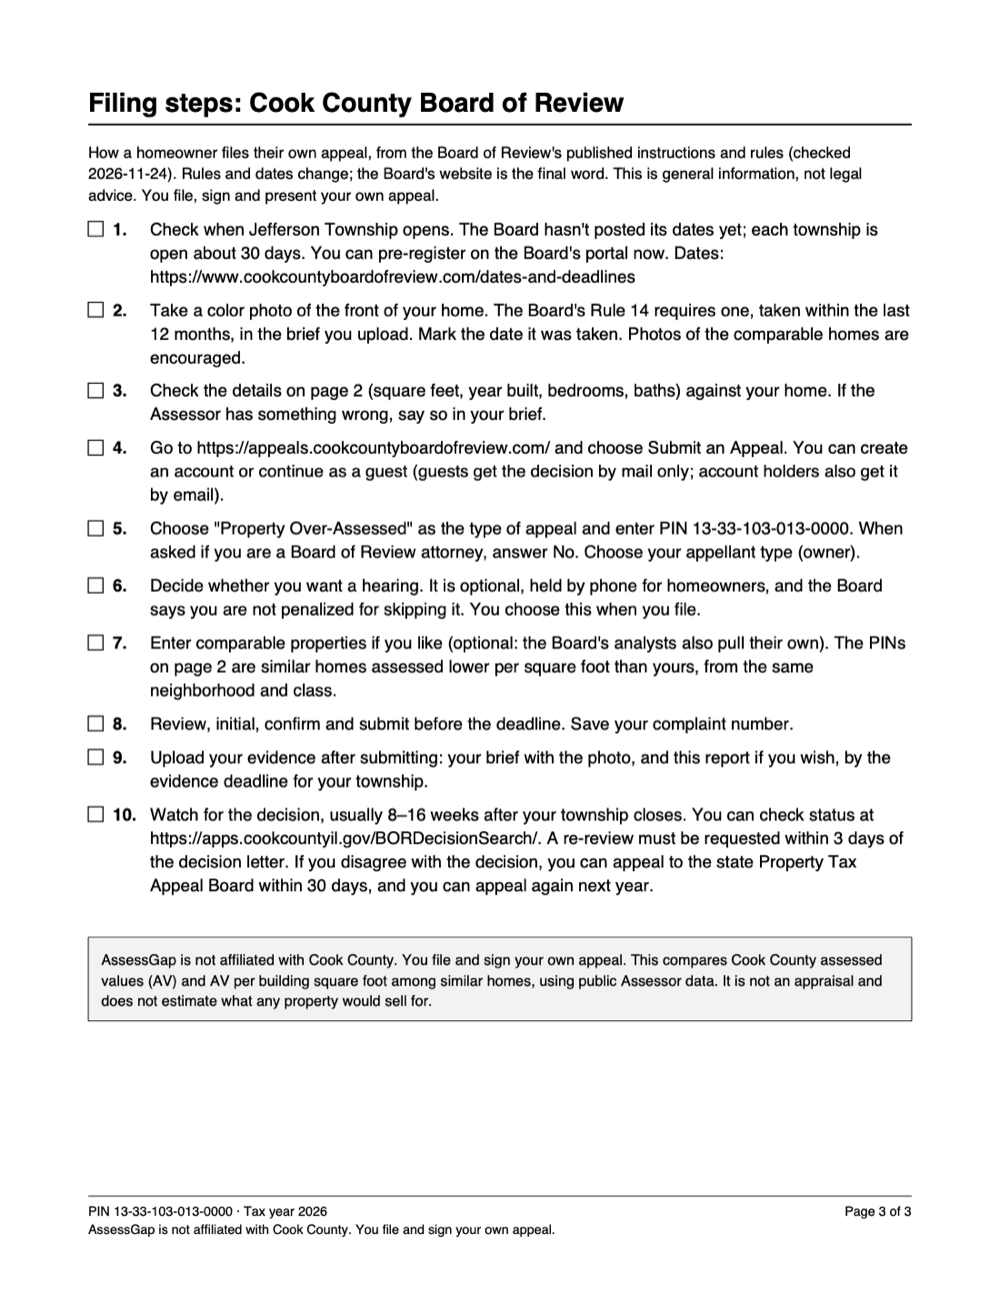 Filing steps: Cook County Board of Review
How a homeowner files their own appeal, from the Board of Review's published instructions and rules (checked
2026-11-24). Rules and dates change; the Board's website is the final word. This is general information, not legal
advice. You file, sign and present your own appeal.
1. Check when Jefferson Township opens. The Board hasn't posted its dates yet; each township is
open about 30 days. You can pre-register on the Board's portal now. Dates:
https://www.cookcountyboardofreview.com/dates-and-deadlines
2. Take a color photo of the front of your home. The Board's Rule 14 requires one, taken within the last
12 months, in the brief you upload. Mark the date it was taken. Photos of the comparable homes are
encouraged.
3. Check the details on page 2 (square feet, year built, bedrooms, baths) against your home. If the
Assessor has something wrong, say so in your brief.
4. Go to https://appeals.cookcountyboardofreview.com/ and choose Submit an Appeal. You can create
an account or continue as a guest (guests get the decision by mail only; account holders also get it
by email).
5. Choose "Property Over-Assessed" as the type of appeal and enter PIN 13-33-103-013-0000. When
asked if you are a Board of Review attorney, answer No. Choose your appellant type (owner).
6. Decide whether you want a hearing. It is optional, held by phone for homeowners, and the Board
says you are not penalized for skipping it. You choose this when you file.
7. Enter comparable properties if you like (optional: the Board's analysts also pull their own). The PINs
on page 2 are similar homes assessed lower per square foot than yours, from the same
neighborhood and class.
8. Review, initial, confirm and submit before the deadline. Save your complaint number.
9. Upload your evidence after submitting: your brief with the photo, and this report if you wish, by the
evidence deadline for your township.
10. Watch for the decision, usually 8–16 weeks after your township closes. You can check status at
https://apps.cookcountyil.gov/BORDecisionSearch/. A re-review must be requested within 3 days of
the decision letter. If you disagree with the decision, you can appeal to the state Property Tax
Appeal Board within 30 days, and you can appeal again next year.
AssessGap is not affiliated with Cook County. You file and sign your own appeal. This compares Cook County assessed
values (AV) and AV per building square foot among similar homes, using public Assessor data. It is not an appraisal and
does not estimate what any property would sell for.
PIN 13-33-103-013-0000 · Tax year 2026 Page 3 of 3
AssessGap is not affiliated with Cook County. You file and sign your own appeal.